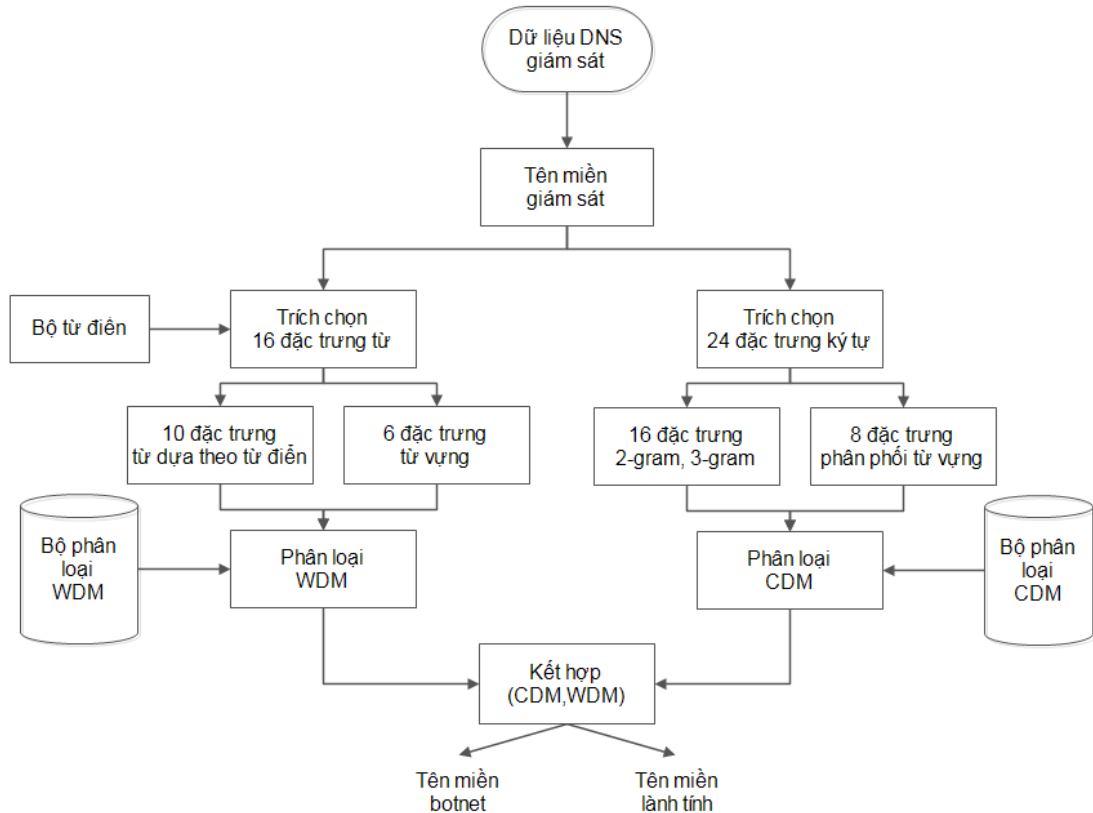 Dữ liệu DNS
giám sát
Tên miền
giám sát
Bộ từ điển
Trích chọn
16 đặc trưng từ
Trích chọn
24 đặc trưng ký tự
10 đặc trưng
từ dựa theo từ điển
6 đặc trưng
từ vựng
16 đặc trưng
2-gram, 3-gram
8 đặc trưng
phân phối từ vựng
Bộ phân
loại
WDM
Phân loại
WDM
Phân loại
CDM
Bộ phân
loại
CDM
Kết hợp
(CDM,WDM)
Tên miền
botnet
Tên miền
lành tính